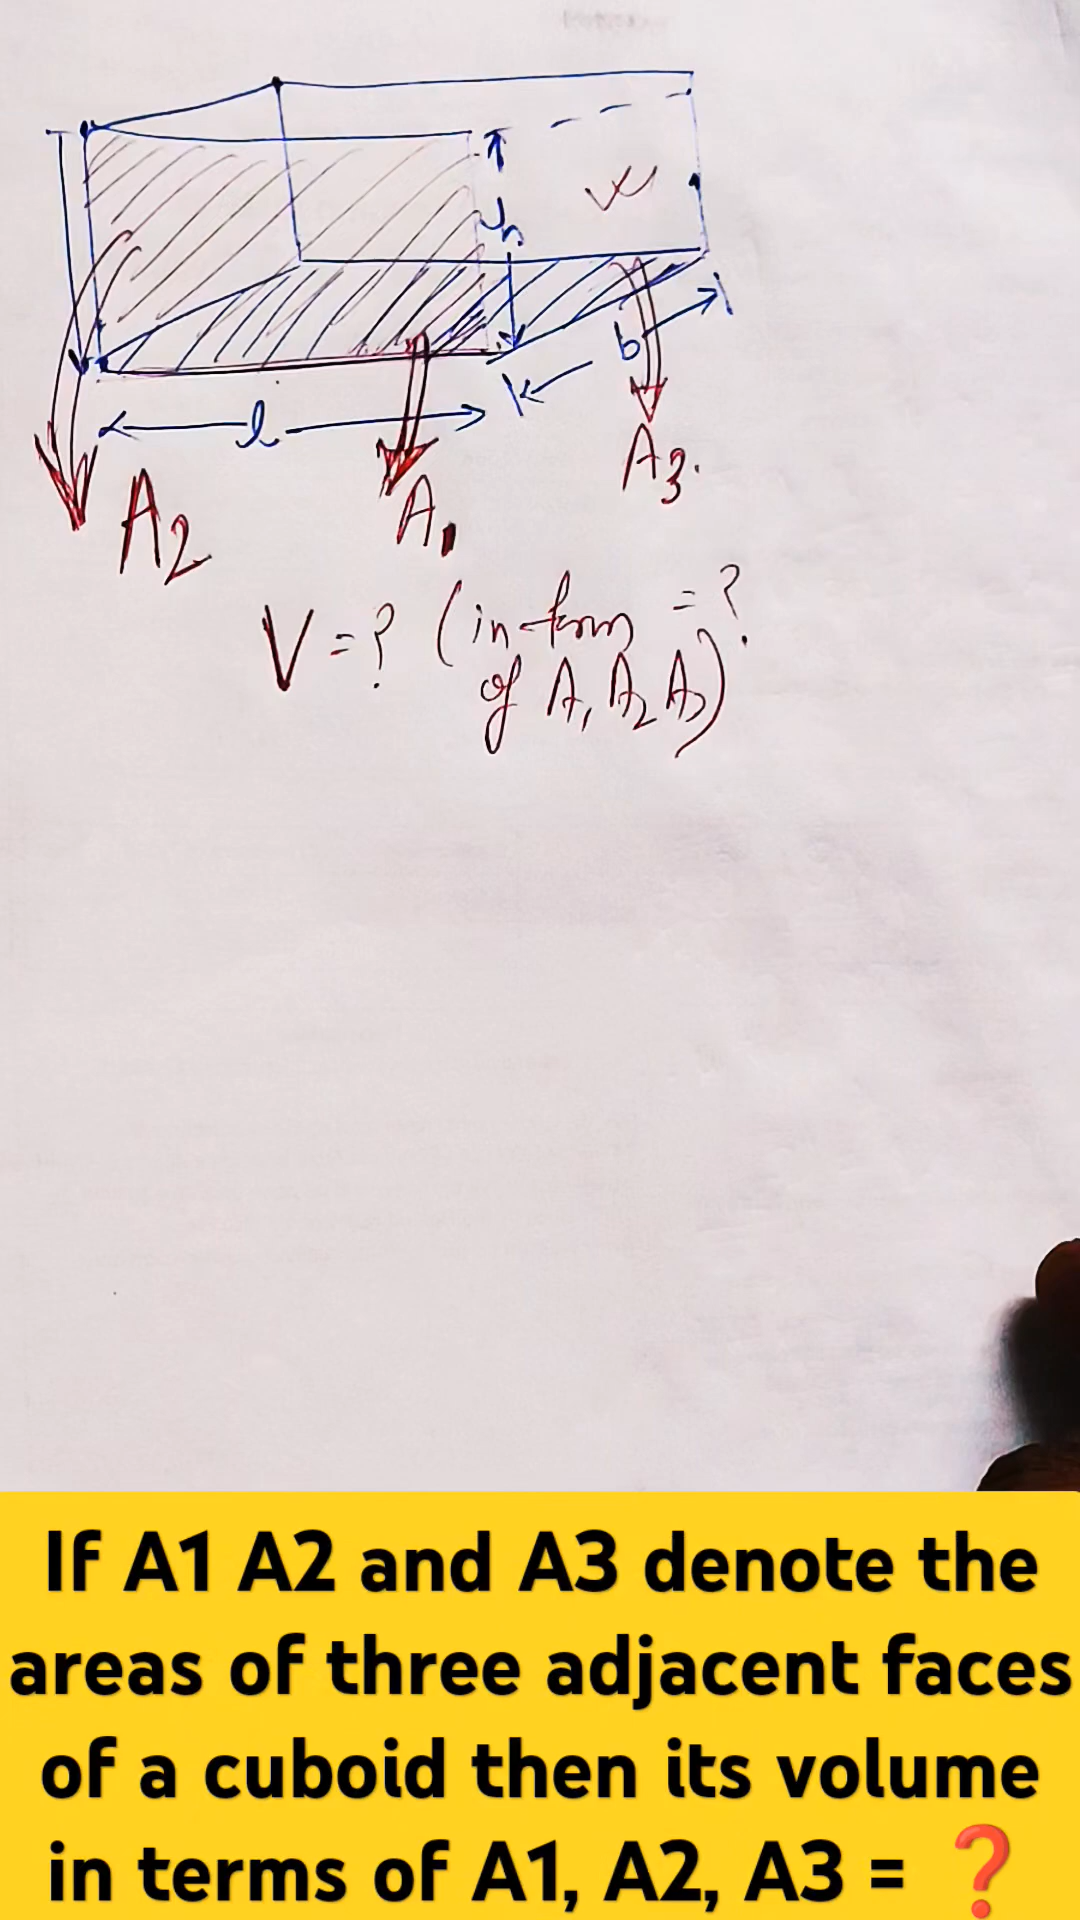 h
b
l
A3.
A2
A1
V = ? (in term = ?
of A1 A2 A3)
If A1 A2 and A3 denote the
areas of three adjacent faces
of a cuboid then its volume
in terms of A1, A2, A3 = ❓